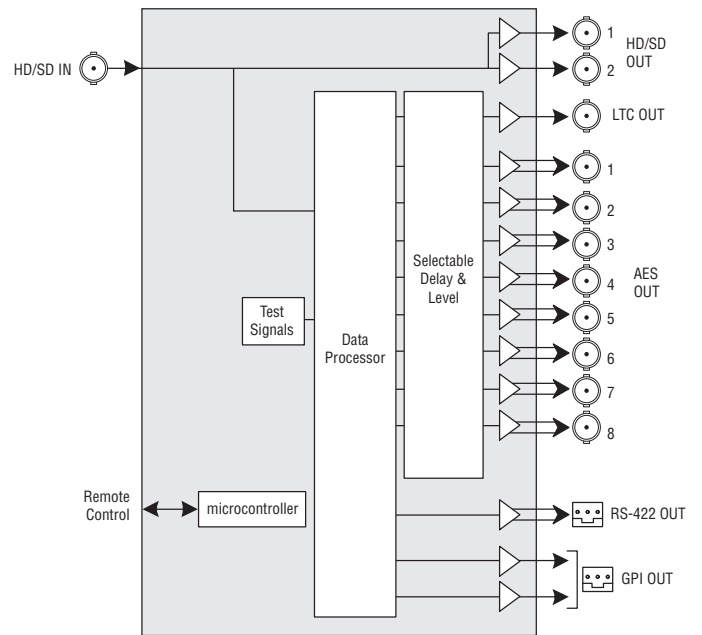 HD/SD IN
1
HD/SD
OUT
2
LTC OUT
1
2
3
4
AES
OUT
5
6
7
8
Selectable
Delay &
Level
Test
Signals
Data
Processor
Remote
Control
microcontroller
RS-422 OUT
GPI OUT